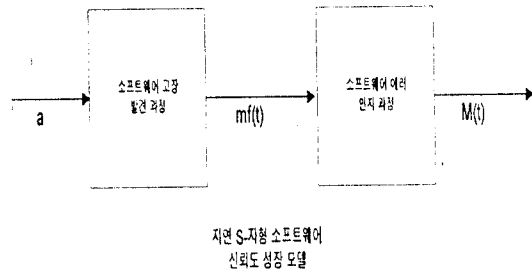 소프트웨어 고장
발견 과정
소프트웨어 에러
인지 과정
a
mf(t)
M(t)
지연 S-자형 소프트웨어
신뢰도 성장 모델